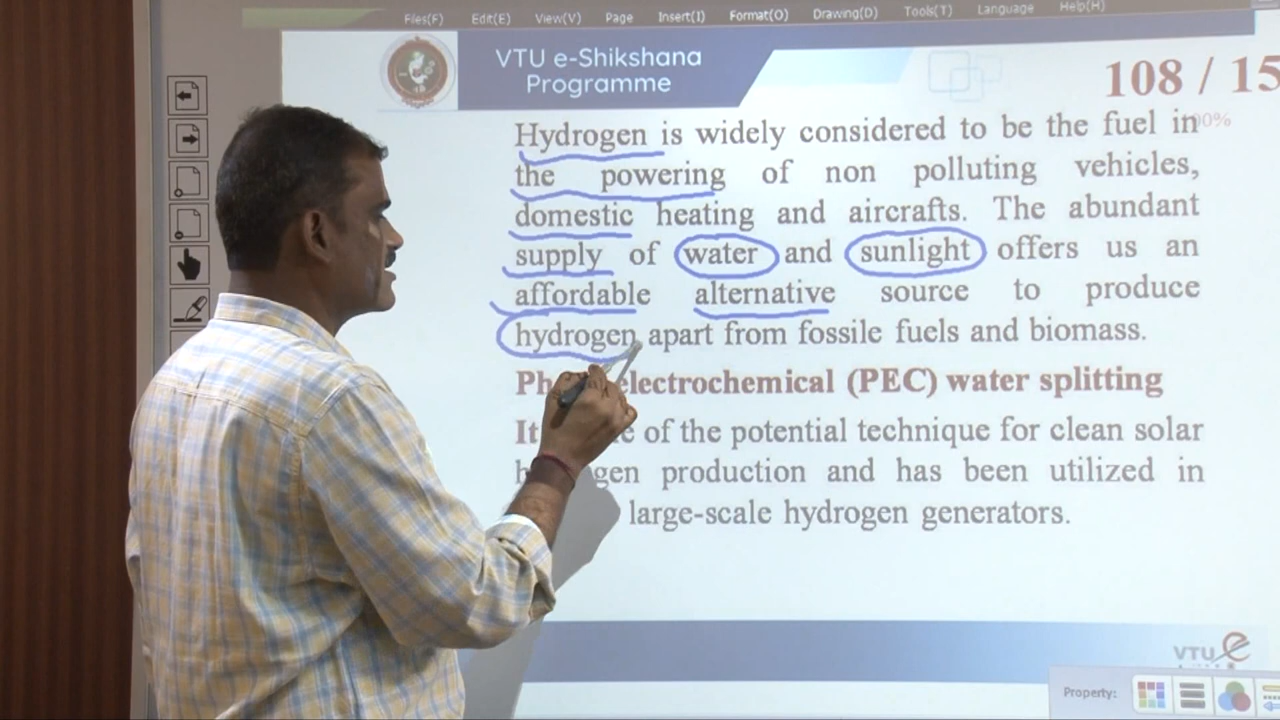 Files(F) Edit(E) View(V) Page Insert(I) Format(O) Drawing(D) Tools(T) Language Help(H)
VTU e-Shikshana
Programme
108 / 15
Hydrogen is widely considered to be the fuel in
the powering of non polluting vehicles,
domestic heating and aircrafts. The abundant
supply of water and sunlight offers us an
affordable alternative source to produce
hydrogen apart from fossile fuels and biomass.
electrochemical (PEC) water splitting
It of the potential technique for clean solar
gen production and has been utilized in
large-scale hydrogen generators.
VTU e
Property: